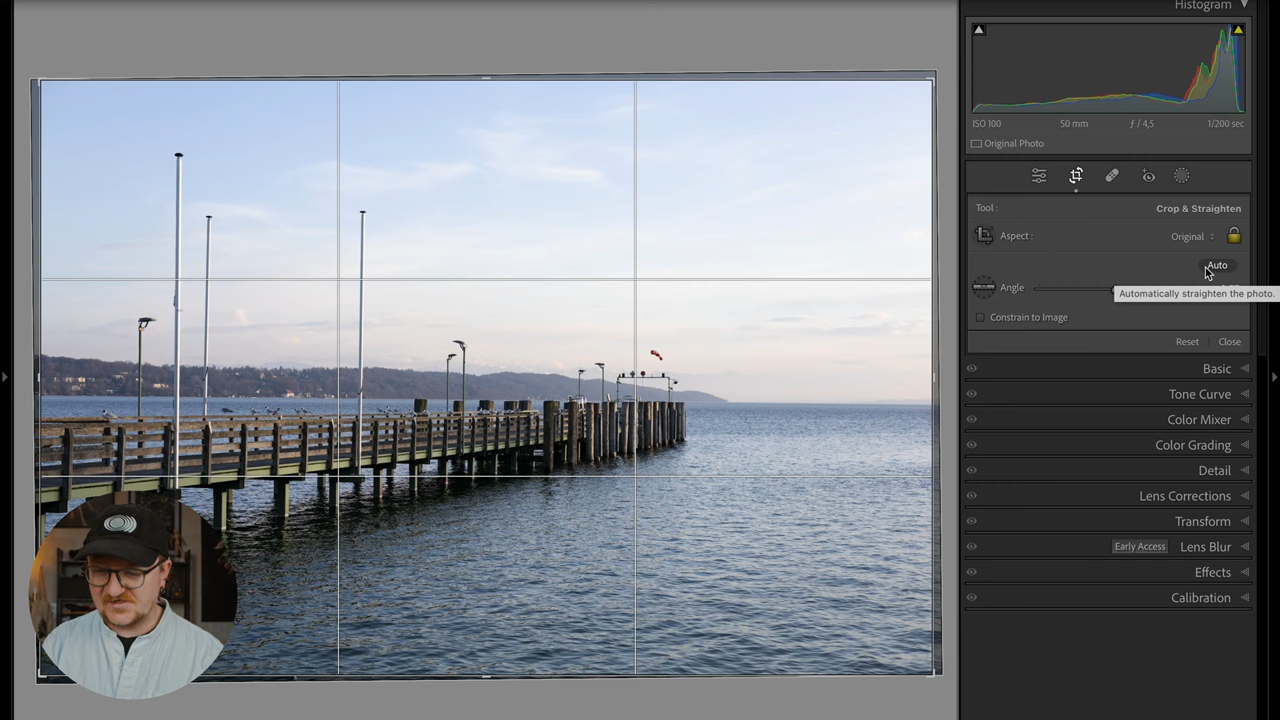 Histogram
ISO 100 50 mm ƒ / 4,5 1/200 sec
Original Photo
Tool : Crop & Straighten
Aspect : Original
Auto
Angle
Automatically straighten the photo.
Constrain to Image
Reset Close
Basic
Tone Curve
Color Mixer
Color Grading
Detail
Lens Corrections
Transform
Early Access Lens Blur
Effects
Calibration